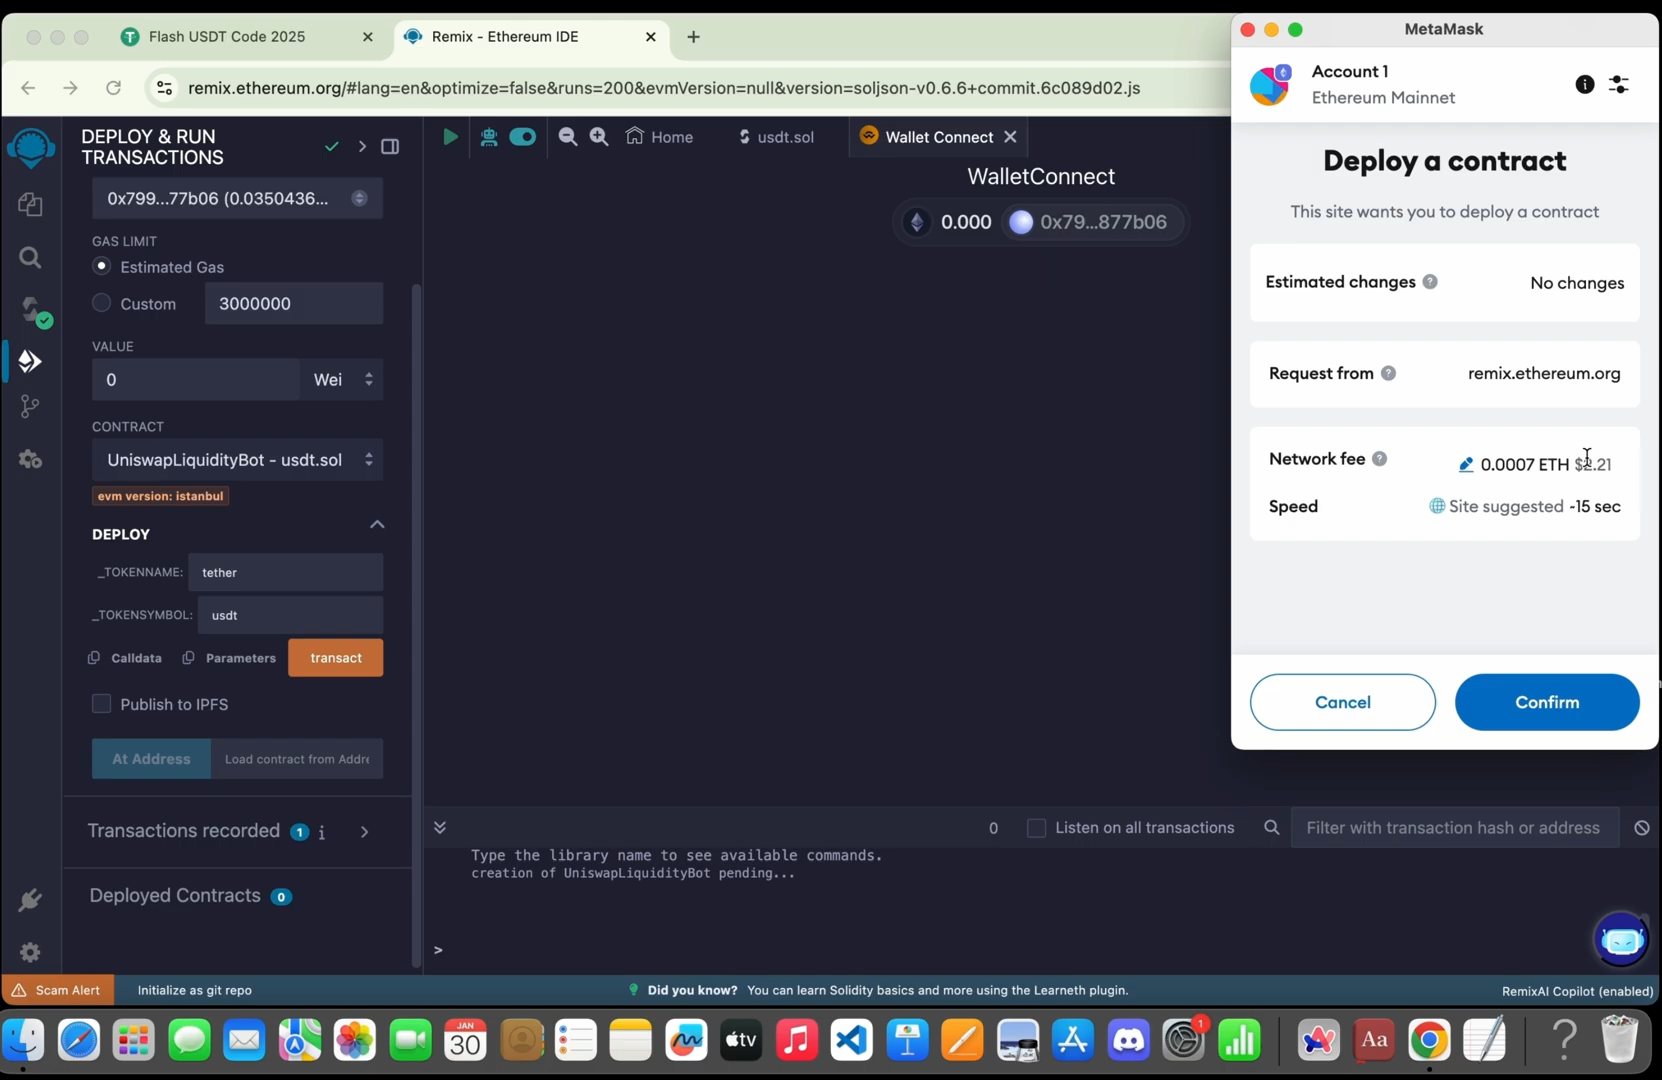 Flash USDT Code 2025
Remix - Ethereum IDE
remix.ethereum.org/#lang=en&optimize=false&runs=200&evmVersion=null&version=soljson-v0.6.6+commit.6c089d02.js
DEPLOY & RUN
TRANSACTIONS
0x799...77b06 (0.0350436...
GAS LIMIT
Estimated Gas
Custom
3000000
VALUE
0
Wei
CONTRACT
UniswapLiquidityBot - usdt.sol
evm version: istanbul
DEPLOY
_TOKENNAME:
tether
_TOKENSYMBOL:
usdt
Calldata
Parameters
transact
Publish to IPFS
At Address
Load contract from Addre
Transactions recorded 1 i
Deployed Contracts 0
Home
usdt.sol
Wallet Connect
WalletConnect
0.000
0x79...877b06
0
Listen on all transactions
Filter with transaction hash or address
Type the library name to see available commands.
creation of UniswapLiquidityBot pending...
>
MetaMask
Account 1
Ethereum Mainnet
Deploy a contract
This site wants you to deploy a contract
Estimated changes ?
No changes
Request from ?
remix.ethereum.org
Network fee ?
0.0007 ETH $2.21
Speed
Site suggested ~15 sec
Cancel
Confirm
Scam Alert
Initialize as git repo
Did you know? You can learn Solidity basics and more using the Learneth plugin.
RemixAI Copilot (enabled)
JAN
30
tv
1
Aa
?